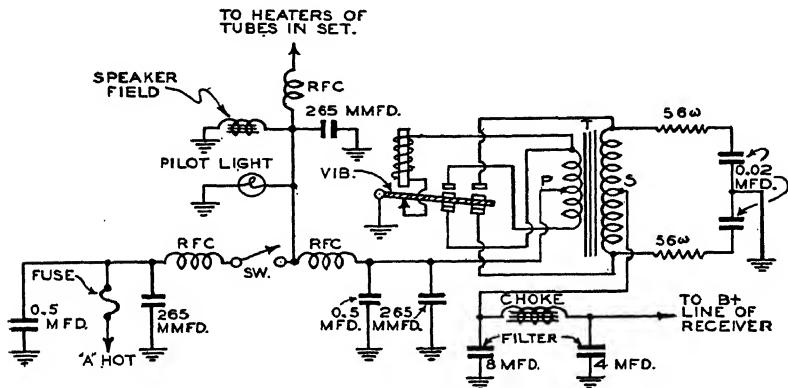 TO HEATERS OF
TUBES IN SET.
SPEAKER
FIELD
RFC
265 MMFD.
PILOT LIGHT
VIB.
T
P
S
56ω
0.02
MFD.
56ω
RFC
SW.
RFC
FUSE
0.5
MFD.
265
MMFD.
"A" HOT
0.5
MFD.
265
MMFD.
CHOKE
TO B+
LINE OF
RECEIVER
FILTER
8 MFD.
4 MFD.